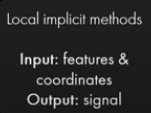 Local implicit methods
Input: features &
coordinates
Output: signal